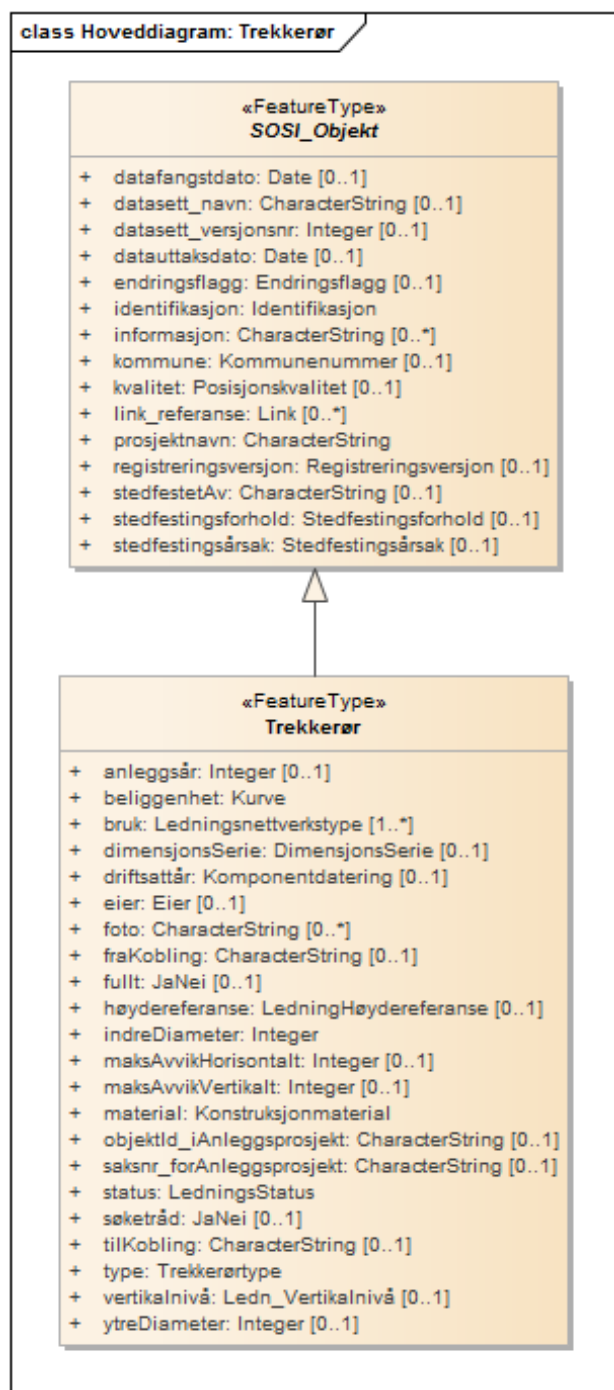 class Hoveddiagram: Trekkerør
«FeatureType»
SOSI_Objekt
+ datafangstdato: Date [0..1]
+ datasett_navn: CharacterString [0..1]
+ datasett_versjonsnr: Integer [0..1]
+ datauttaksdato: Date [0..1]
+ endringsflagg: Endringsflagg [0..1]
+ identifikasjon: Identifikasjon
+ informasjon: CharacterString [0..*]
+ kommune: Kommunenummer [0..1]
+ kvalitet: Posisjonskvalitet [0..1]
+ link_referanse: Link [0..*]
+ prosjektnavn: CharacterString
+ registreringsversjon: Registreringsversjon [0..1]
+ stedfestetAv: CharacterString [0..1]
+ stedfestingsforhold: Stedfestingsforhold [0..1]
+ stedfestingsårsak: Stedfestingsårsak [0..1]
«FeatureType»
Trekkerør
+ anleggsår: Integer [0..1]
+ beliggenhet: Kurve
+ bruk: Ledningsnettverkstype [1..*]
+ dimensjonsSerie: DimensjonsSerie [0..1]
+ driftsattår: Komponentdatering [0..1]
+ eier: Eier [0..1]
+ foto: CharacterString [0..*]
+ fraKobling: CharacterString [0..1]
+ fullt: JaNei [0..1]
+ høydereferanse: LedningHøydereferanse [0..1]
+ indreDiameter: Integer
+ maksAvvikHorisontalt: Integer [0..1]
+ maksAvvikVertikalt: Integer [0..1]
+ material: Konstruksjonmaterial
+ objektId_iAnleggsprosjekt: CharacterString [0..1]
+ saksnr_forAnleggsprosjekt: CharacterString [0..1]
+ status: LedningsStatus
+ søketråd: JaNei [0..1]
+ tilKobling: CharacterString [0..1]
+ type: Trekkerørtype
+ vertikalnivå: Ledn_Vertikalnivå [0..1]
+ ytreDiameter: Integer [0..1]